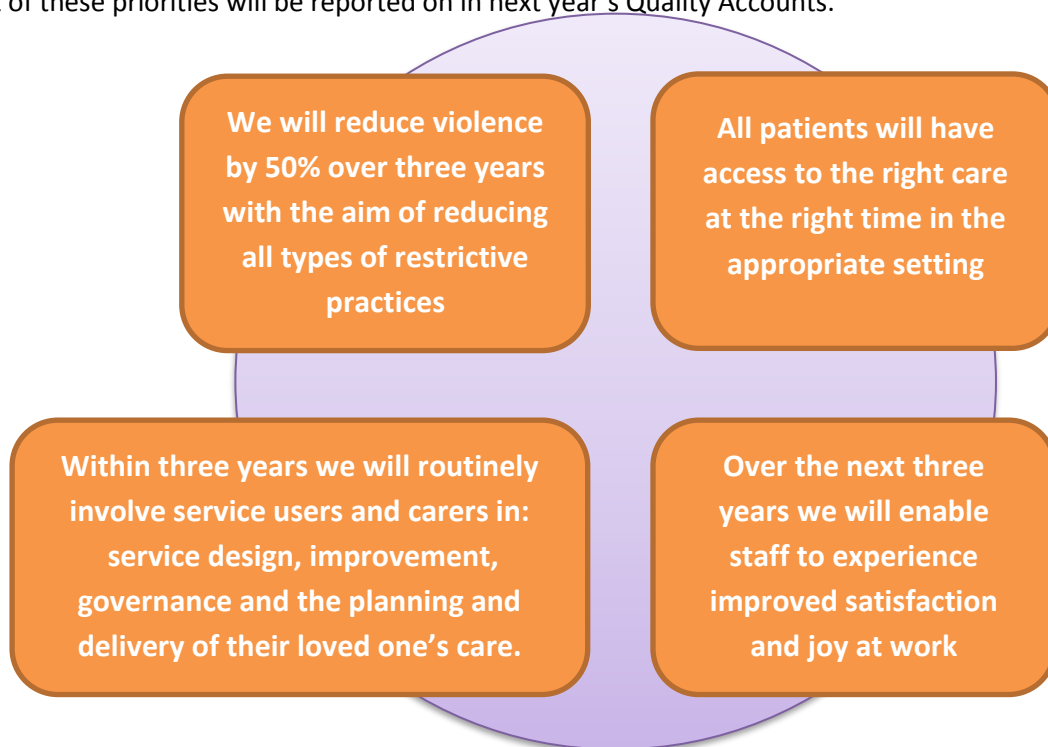 of these priorities will be reported on in next year's Quality Accounts.
We will reduce violence
by 50% over three years
with the aim of reducing
all types of restrictive
practices
All patients will have
access to the right care
at the right time in the
appropriate setting
Within three years we will routinely
involve service users and carers in:
service design, improvement,
governance and the planning and
delivery of their loved one's care.
Over the next three
years we will enable
staff to experience
improved satisfaction
and joy at work